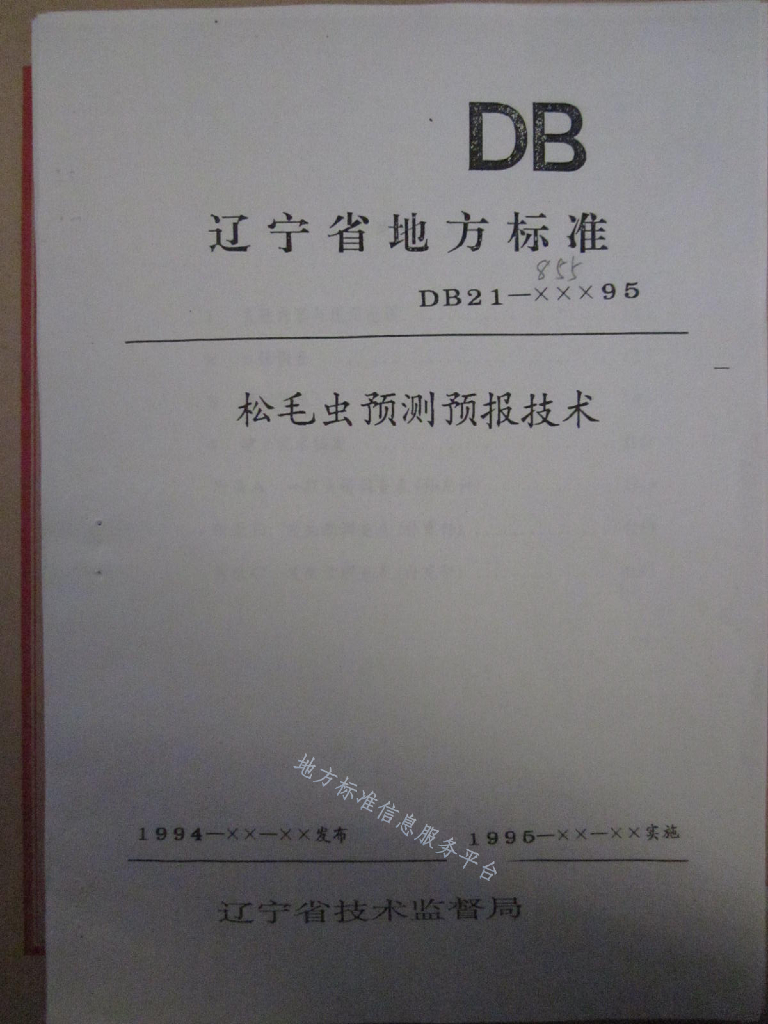 DB
辽宁省地方标准
855
DB21—×××95
松毛虫预测预报技术
1994—××—××发布
1995—××—××实施
地方标准信息服务平台
辽宁省技术监督局